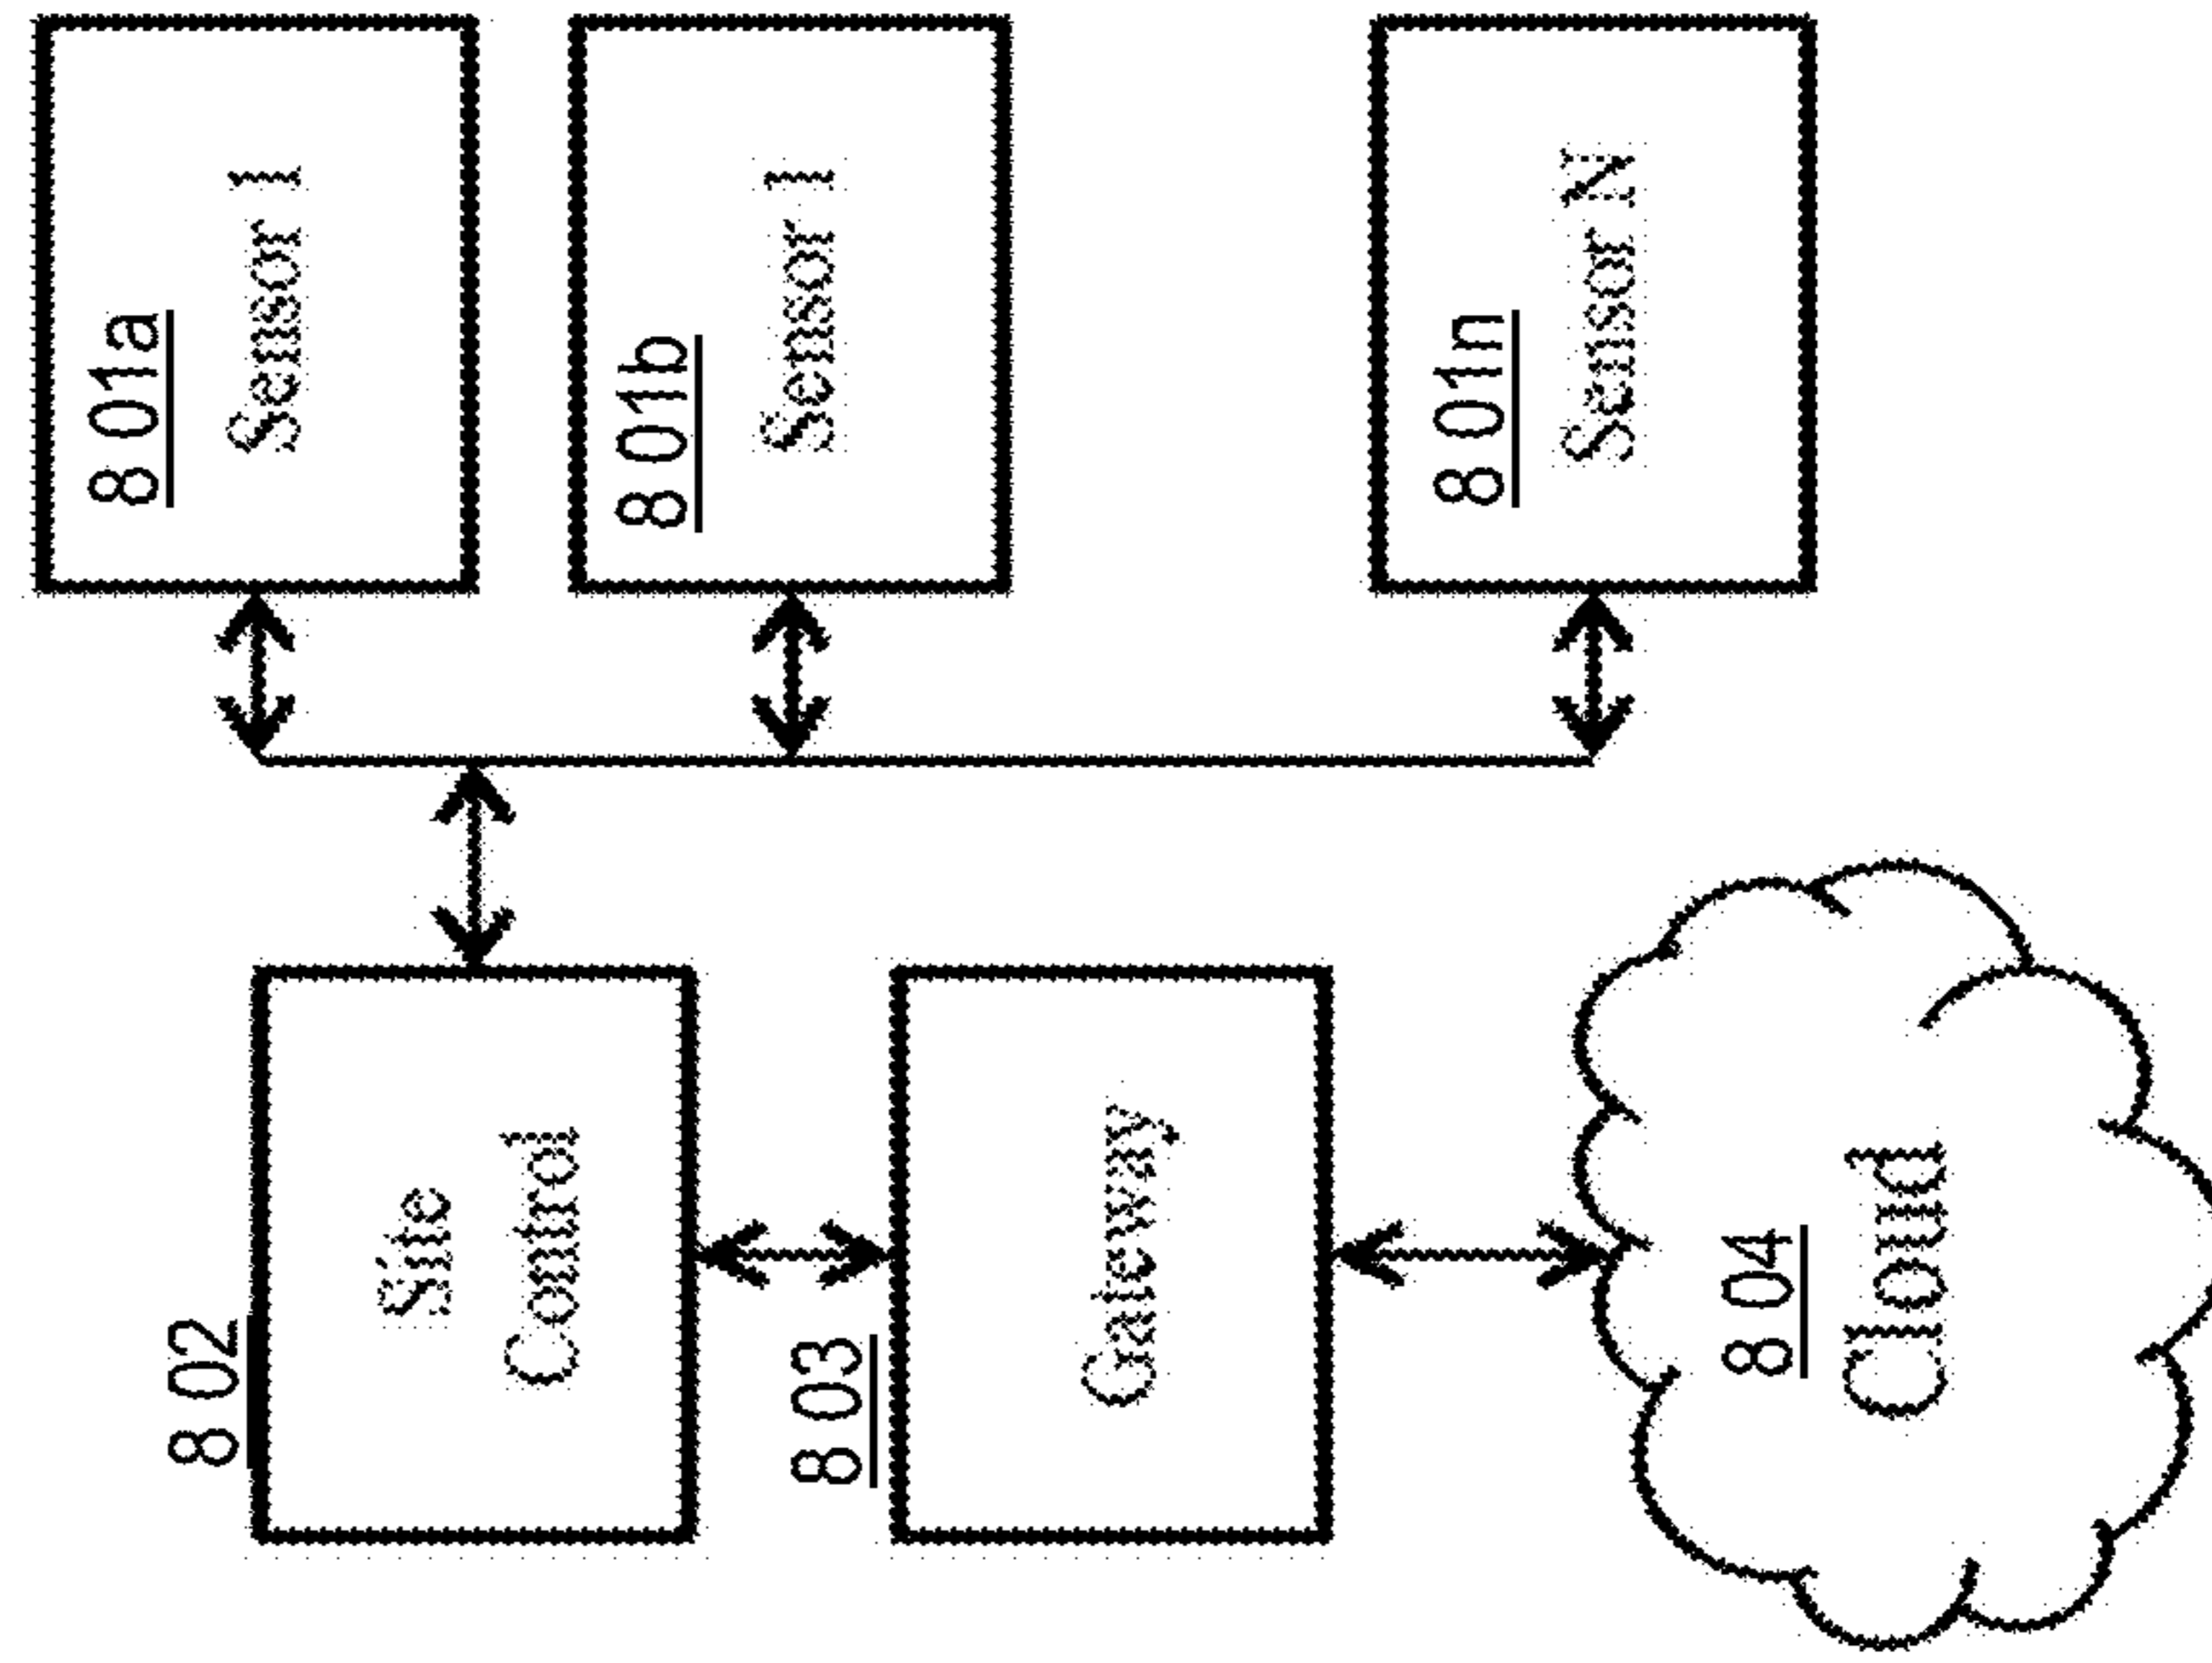 801a
Sensor 1
801b
Sensor 1
801n
Sensor N
802
Site
Control
803
Gateway
804
Cloud